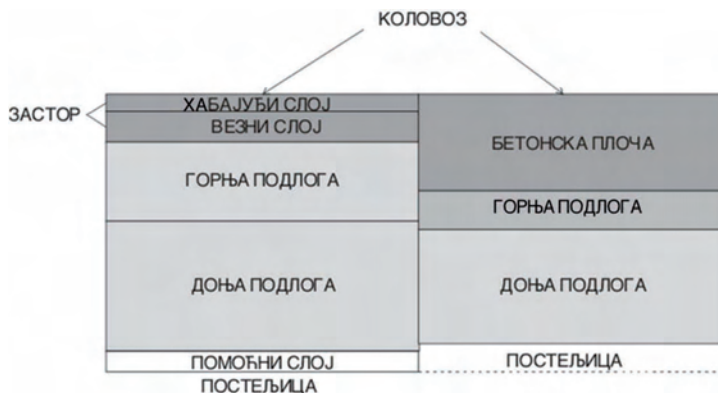 КОЛОВОЗ
ЗАСТОР
ХАБАЈУЋИ СЛОЈ
ВЕЗНИ СЛОЈ
ГОРЊА ПОДЛОГА
ДОЊА ПОДЛОГА
ПОМОЋНИ СЛОЈ
ПОСТЕЉИЦА
БЕТОНСКА ПЛОЧА
ГОРЊА ПОДЛОГА
ДОЊА ПОДЛОГА
ПОСТЕЉИЦА